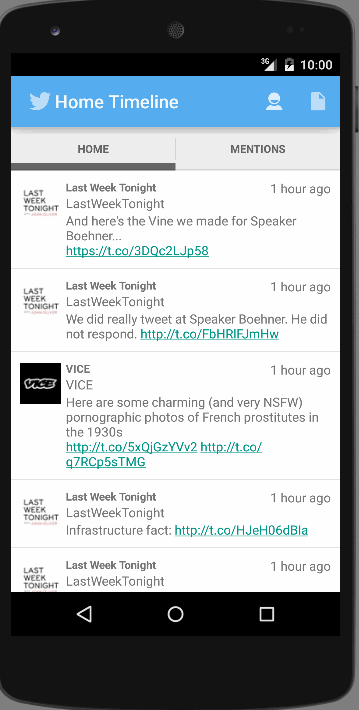 3G 10:00
Home Timeline
HOME MENTIONS
LAST WEEK TONIGHT
Last Week Tonight 1 hour ago
LastWeekTonight
And here's the Vine we made for Speaker
Boehner...
https://t.co/3DQc2LJp58
LAST WEEK TONIGHT
Last Week Tonight 1 hour ago
LastWeekTonight
We did really tweet at Speaker Boehner. He did
not respond. http://t.co/FbHRlFJmHw
VICE
VICE 1 hour ago
VICE
Here are some charming (and very NSFW)
pornographic photos of French prostitutes in
the 1930s
http://t.co/5xQjGzYVv2 http://t.co/
q7RCp5sTMG
LAST WEEK TONIGHT
Last Week Tonight 1 hour ago
LastWeekTonight
Infrastructure fact: http://t.co/HJeH06dBla
LAST WEEK TONIGHT
Last Week Tonight 1 hour ago
LastWeekTonight